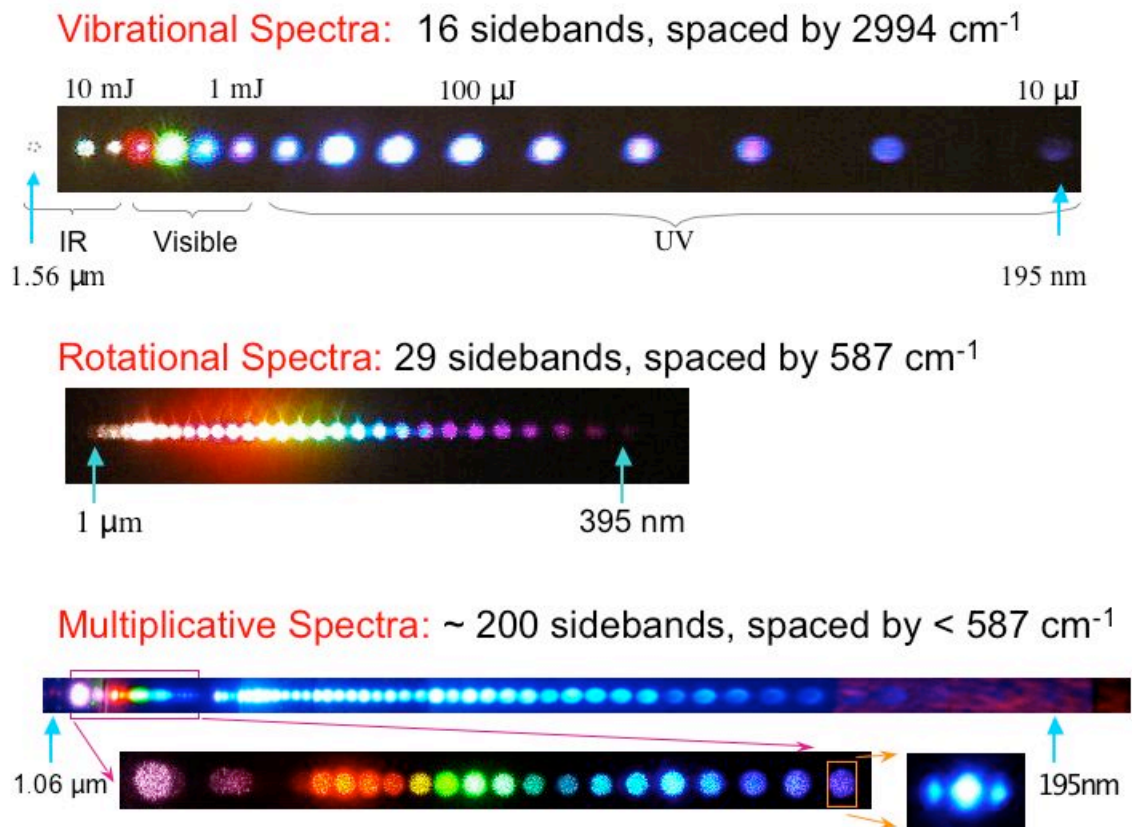 Vibrational Spectra: 16 sidebands, spaced by 2994 cm-1
10 mJ 1 mJ 100 μJ 10 μJ
IR Visible UV
1.56 μm 195 nm
Rotational Spectra: 29 sidebands, spaced by 587 cm-1
1 μm 395 nm
Multiplicative Spectra: ~ 200 sidebands, spaced by < 587 cm-1
1.06 μm 195nm